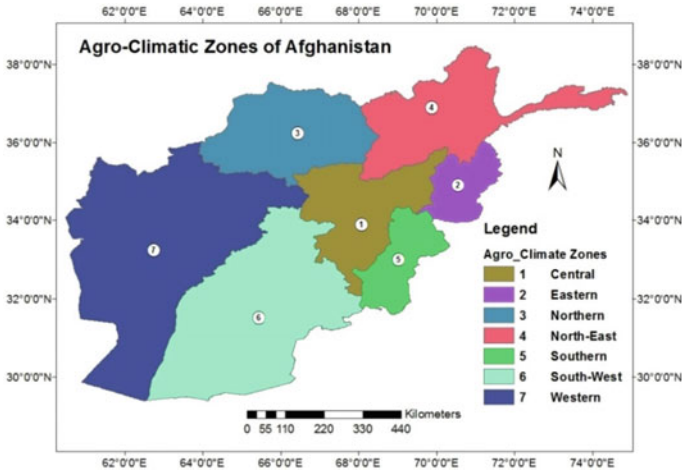 62°0'0"E 64°0'0"E 66°0'0"E 68°0'0"E 70°0'0"E 72°0'0"E 74°0'0"E
Agro-Climatic Zones of Afghanistan
38°0'0"N 38°0'0"N
4
3
36°0'0"N 36°0'0"N
N
2
34°0'0"N 34°0'0"N
1
7
5
6
32°0'0"N 32°0'0"N
30°0'0"N 30°0'0"N
Legend
Agro_Climate Zones
1 Central
2 Eastern
3 Northern
4 North-East
5 Southern
6 South-West
7 Western
Kilometers
0 55 110 220 330 440
62°0'0"E 64°0'0"E 66°0'0"E 68°0'0"E 70°0'0"E 72°0'0"E 74°0'0"E